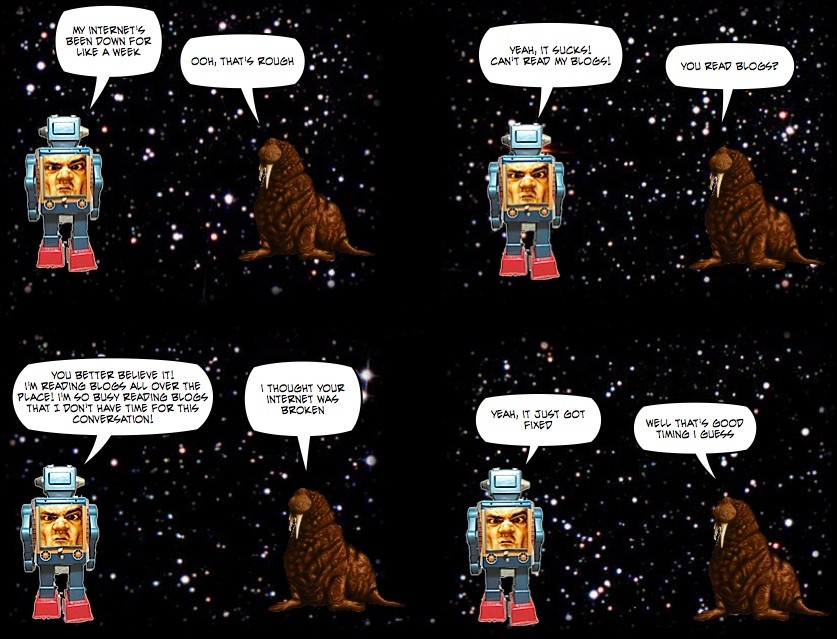 MY INTERNET'S
BEEN DOWN FOR
LIKE A WEEK
OOH, THAT'S ROUGH
YEAH, IT SUCKS!
CAN'T READ MY BLOGS!
YOU READ BLOGS?
YOU BETTER BELIEVE IT!
I'M READING BLOGS ALL OVER THE
PLACE! I'M SO BUSY READING BLOGS
THAT I DON'T HAVE TIME FOR THIS
CONVERSATION!
I THOUGHT YOUR
INTERNET WAS
BROKEN
YEAH, IT JUST GOT
FIXED
WELL THAT'S GOOD
TIMING I GUESS